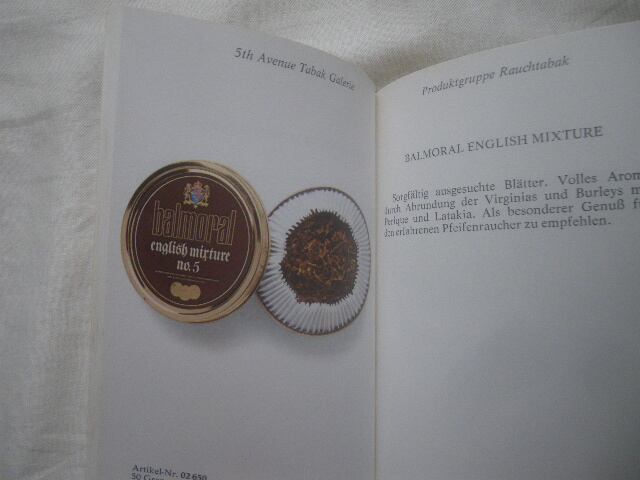 5th Avenue Tabak Galerie
balmoral
english mixture
no.5
Artikel-Nr. 02 650
Produktgruppe Rauchtabak
BALMORAL ENGLISH MIXTURE
Sorgfältig ausgesuchte Blätter. Volles Arom
durch Abrundung der Virginias und Burleys m
Perique und Latakia. Als besonderer Genuß f
den erfahrenen Pfeifenraucher zu empfehlen.